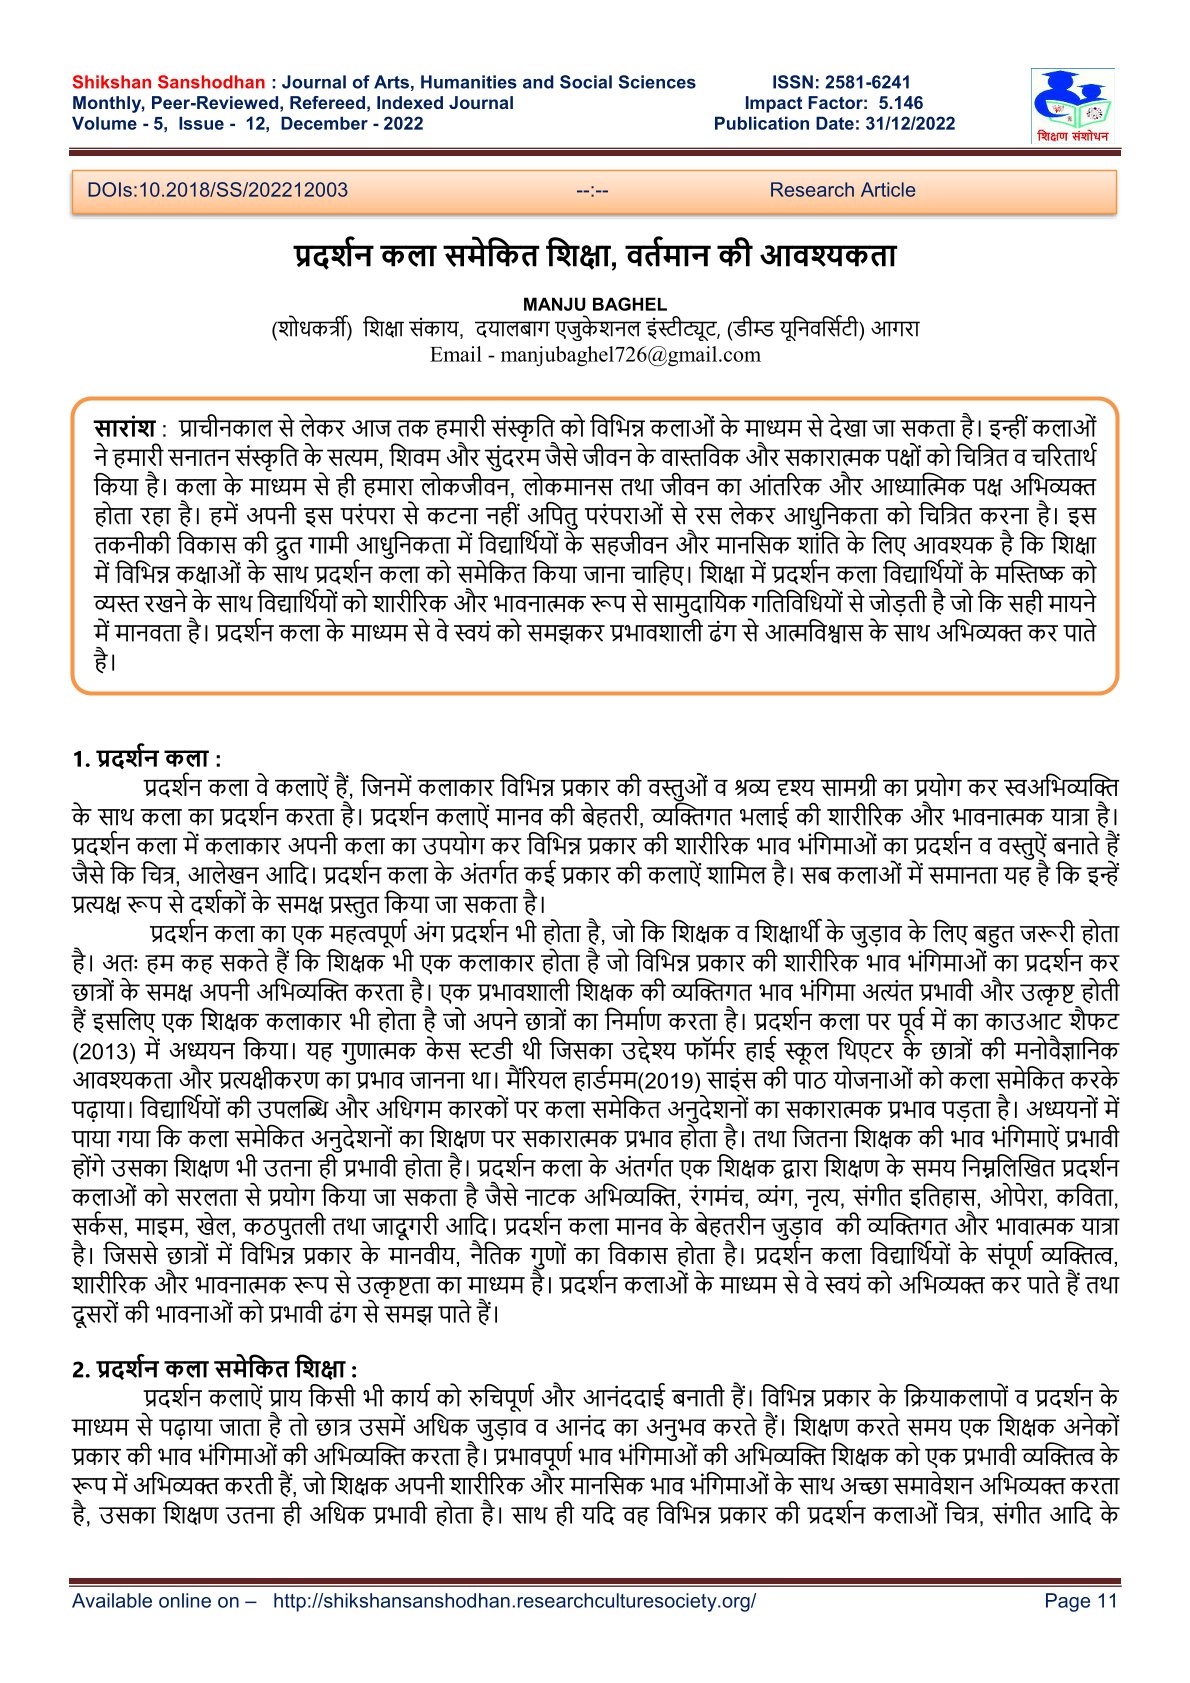 Shikshan Sanshodhan : Journal of Arts, Humanities and Social Sciences ISSN: 2581-6241
Monthly, Peer-Reviewed, Refereed, Indexed Journal Impact Factor: 5.146
Volume - 5, Issue - 12, December - 2022 Publication Date: 31/12/2022
शिक्षण संशोधन
DOIs:10.2018/SS/202212003 --:-- Research Article
प्रदर्शन कला समेकित शिक्षा, वर्तमान की आवश्यकता
MANJU BAGHEL
(शोधकर्त्री) शिक्षा संकाय, दयालबाग एजुकेशनल इंस्टीट्यूट, (डीम्ड यूनिवर्सिटी) आगरा
Email - manjubaghel726@gmail.com
सारांश : प्राचीनकाल से लेकर आज तक हमारी संस्कृति को विभिन्न कलाओं के माध्यम से देखा जा सकता है। इन्हीं कलाओं
ने हमारी सनातन संस्कृति के सत्यम, शिवम और सुंदरम जैसे जीवन के वास्तविक और सकारात्मक पक्षों को चित्रित व चरितार्थ
किया है। कला के माध्यम से ही हमारा लोकजीवन, लोकमानस तथा जीवन का आंतरिक और आध्यात्मिक पक्ष अभिव्यक्त
होता रहा है। हमें अपनी इस परंपरा से कटना नहीं अपितु परंपराओं से रस लेकर आधुनिकता को चित्रित करना है। इस
तकनीकी विकास की द्रुत गामी आधुनिकता में विद्यार्थियों के सहजीवन और मानसिक शांति के लिए आवश्यक है कि शिक्षा
में विभिन्न कक्षाओं के साथ प्रदर्शन कला को समेकित किया जाना चाहिए। शिक्षा में प्रदर्शन कला विद्यार्थियों के मस्तिष्क को
व्यस्त रखने के साथ विद्यार्थियों को शारीरिक और भावनात्मक रूप से सामुदायिक गतिविधियों से जोड़ती है जो कि सही मायने
में मानवता है। प्रदर्शन कला के माध्यम से वे स्वयं को समझकर प्रभावशाली ढंग से आत्मविश्वास के साथ अभिव्यक्त कर पाते
है।
1. प्रदर्शन कला :
प्रदर्शन कला वे कलाऐं हैं, जिनमें कलाकार विभिन्न प्रकार की वस्तुओं व श्रव्य दृश्य सामग्री का प्रयोग कर स्वअभिव्यक्ति
के साथ कला का प्रदर्शन करता है। प्रदर्शन कलाऐं मानव की बेहतरी, व्यक्तिगत भलाई की शारीरिक और भावनात्मक यात्रा है।
प्रदर्शन कला में कलाकार अपनी कला का उपयोग कर विभिन्न प्रकार की शारीरिक भाव भंगिमाओं का प्रदर्शन व वस्तुऐं बनाते हैं
जैसे कि चित्र, आलेखन आदि। प्रदर्शन कला के अंतर्गत कई प्रकार की कलाऐं शामिल है। सब कलाओं में समानता यह है कि इन्हें
प्रत्यक्ष रूप से दर्शकों के समक्ष प्रस्तुत किया जा सकता है।
प्रदर्शन कला का एक महत्वपूर्ण अंग प्रदर्शन भी होता है, जो कि शिक्षक व शिक्षार्थी के जुड़ाव के लिए बहुत जरूरी होता
है। अतः हम कह सकते हैं कि शिक्षक भी एक कलाकार होता है जो विभिन्न प्रकार की शारीरिक भाव भंगिमाओं का प्रदर्शन कर
छात्रों के समक्ष अपनी अभिव्यक्ति करता है। एक प्रभावशाली शिक्षक की व्यक्तिगत भाव भंगिमा अत्यंत प्रभावी और उत्कृष्ट होती
हैं इसलिए एक शिक्षक कलाकार भी होता है जो अपने छात्रों का निर्माण करता है। प्रदर्शन कला पर पूर्व में का काउआट शैफट
(2013) में अध्ययन किया। यह गुणात्मक केस स्टडी थी जिसका उद्देश्य फॉर्मर हाई स्कूल थिएटर के छात्रों की मनोवैज्ञानिक
आवश्यकता और प्रत्यक्षीकरण का प्रभाव जानना था। मैंरियल हार्डमम(2019) साइंस की पाठ योजनाओं को कला समेकित करके
पढ़ाया। विद्यार्थियों की उपलब्धि और अधिगम कारकों पर कला समेकित अनुदेशनों का सकारात्मक प्रभाव पड़ता है। अध्ययनों में
पाया गया कि कला समेकित अनुदेशनों का शिक्षण पर सकारात्मक प्रभाव होता है। तथा जितना शिक्षक की भाव भंगिमाऐं प्रभावी
होंगे उसका शिक्षण भी उतना ही प्रभावी होता है। प्रदर्शन कला के अंतर्गत एक शिक्षक द्वारा शिक्षण के समय निम्नलिखित प्रदर्शन
कलाओं को सरलता से प्रयोग किया जा सकता है जैसे नाटक अभिव्यक्ति, रंगमंच, व्यंग, नृत्य, संगीत इतिहास, ओपेरा, कविता,
सर्कस, माइम, खेल, कठपुतली तथा जादूगरी आदि। प्रदर्शन कला मानव के बेहतरीन जुड़ाव की व्यक्तिगत और भावात्मक यात्रा
है। जिससे छात्रों में विभिन्न प्रकार के मानवीय, नैतिक गुणों का विकास होता है। प्रदर्शन कला विद्यार्थियों के संपूर्ण व्यक्तित्व,
शारीरिक और भावनात्मक रूप से उत्कृष्टता का माध्यम है। प्रदर्शन कलाओं के माध्यम से वे स्वयं को अभिव्यक्त कर पाते हैं तथा
दूसरों की भावनाओं को प्रभावी ढंग से समझ पाते हैं।
2. प्रदर्शन कला समेकित शिक्षा :
प्रदर्शन कलाऐं प्राय किसी भी कार्य को रुचिपूर्ण और आनंददाई बनाती हैं। विभिन्न प्रकार के क्रियाकलापों व प्रदर्शन के
माध्यम से पढ़ाया जाता है तो छात्र उसमें अधिक जुड़ाव व आनंद का अनुभव करते हैं। शिक्षण करते समय एक शिक्षक अनेकों
प्रकार की भाव भंगिमाओं की अभिव्यक्ति करता है। प्रभावपूर्ण भाव भंगिमाओं की अभिव्यक्ति शिक्षक को एक प्रभावी व्यक्तित्व के
रूप में अभिव्यक्त करती हैं, जो शिक्षक अपनी शारीरिक और मानसिक भाव भंगिमाओं के साथ अच्छा समावेशन अभिव्यक्त करता
है, उसका शिक्षण उतना ही अधिक प्रभावी होता है। साथ ही यदि वह विभिन्न प्रकार की प्रदर्शन कलाओं चित्र, संगीत आदि के
Available online on – http://shikshansanshodhan.researchculturesociety.org/ Page 11